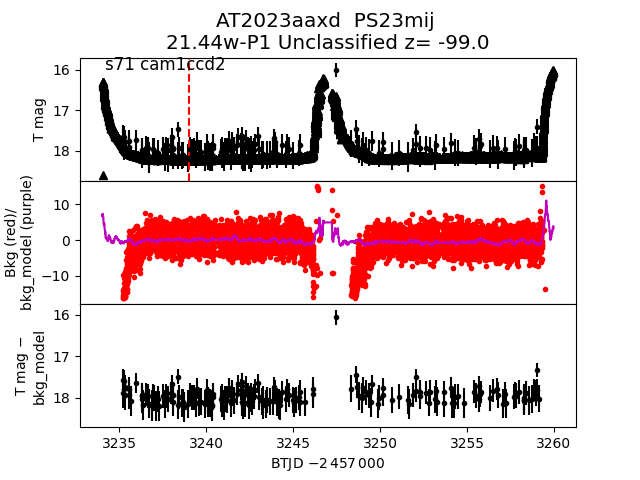 AT2023aaxd  PS23mij
21.44w-P1 Unclassified z= -99.0
s71 cam1ccd2
T mag
16
17
18
Bkg (red)/
bkg_model (purple)
10
0
−10
T mag −
bkg_model
16
17
18
3235 3240 3245 3250 3255 3260
BTJD −2 457 000